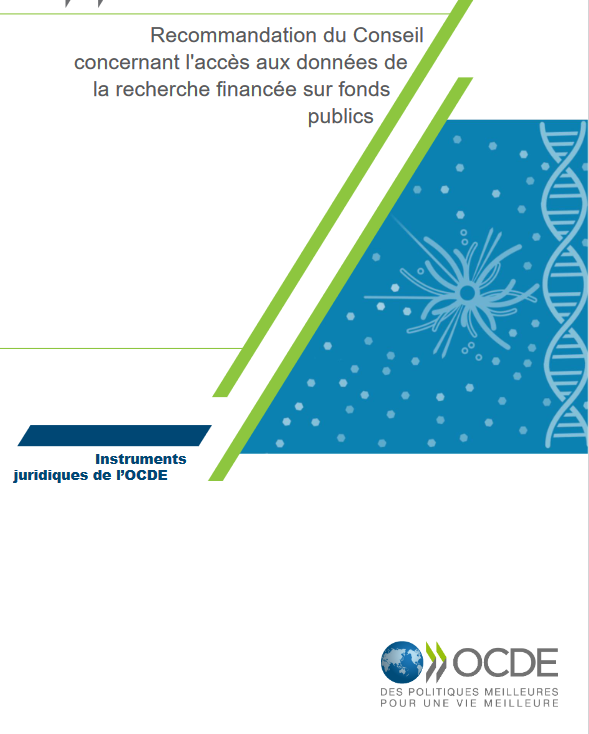 Recommandation du Conseil
concernant l'accès aux données de
la recherche financée sur fonds
publics
Instruments
juridiques de l’OCDE
OCDE
DES POLITIQUES MEILLEURES
POUR UNE VIE MEILLEURE